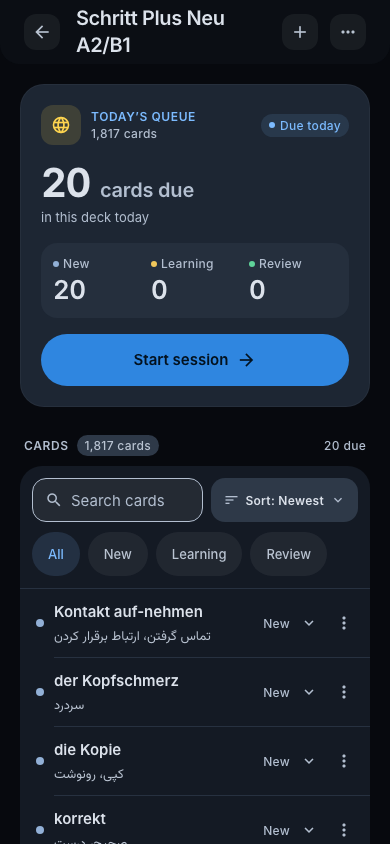 Schritt Plus Neu
A2/B1
TODAY'S QUEUE
1,817 cards
Due today
20 cards due
in this deck today
New
Learning
Review
20
0
0
Start session
CARDS
1,817 cards
20 due
Search cards
Sort: Newest
All
New
Learning
Review
Kontakt auf-nehmen
تماس گرفتن، ارتباط برقرار کردن
New
der Kopfschmerz
سردرد
New
die Kopie
کپی، رونوشت
New
korrekt
New